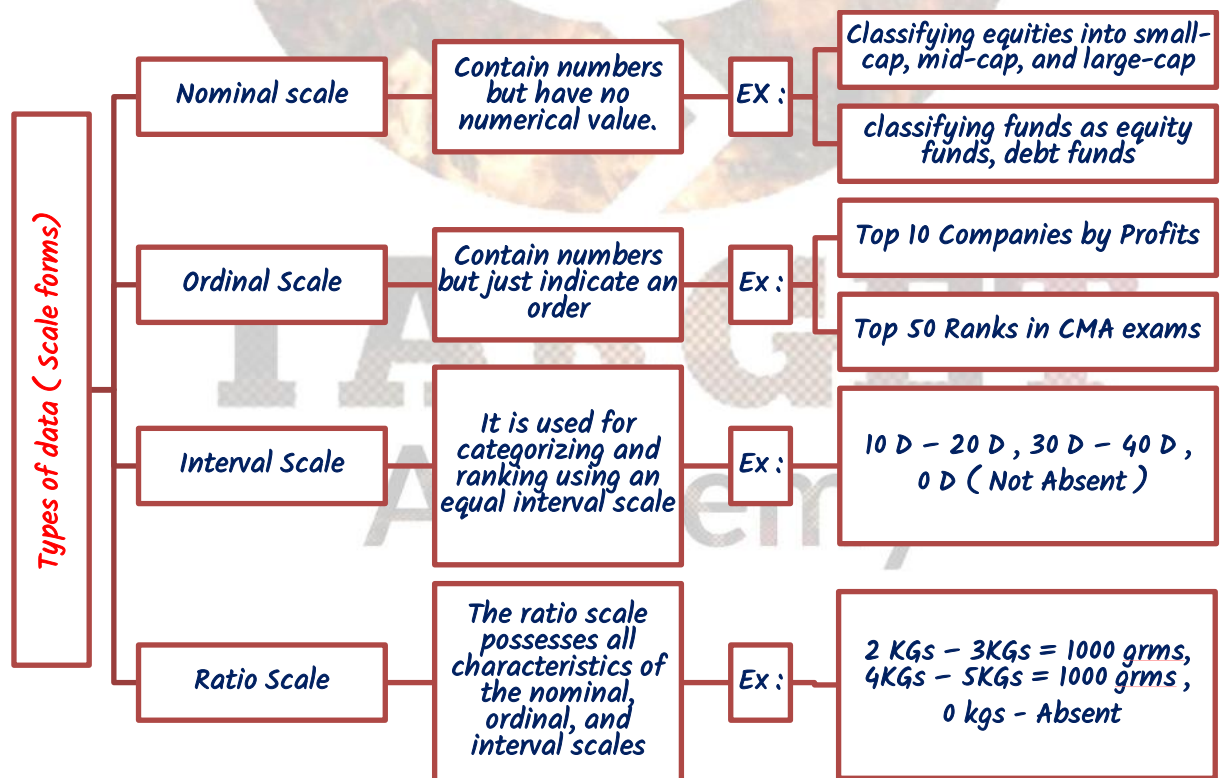 Types of data ( Scale forms)
Nominal scale
Contain numbers
but have no
numerical value.
EX :
Classifying equities into small-
cap, mid-cap, and large-cap
classifying funds as equity
funds, debt funds
Ordinal Scale
Contain numbers
but just indicate an
order
Ex :
Top 10 Companies by Profits
Top 50 Ranks in CMA exams
Interval Scale
It is used for
categorizing and
ranking using an
equal interval scale
Ex :
10 D – 20 D , 30 D – 40 D ,
0 D ( Not Absent )
Ratio Scale
The ratio scale
possesses all
characteristics of
the nominal,
ordinal, and
interval scales
Ex :
2 KGs – 3KGs = 1000 grms,
4KGs – 5KGs = 1000 grms ,
0 kgs - Absent